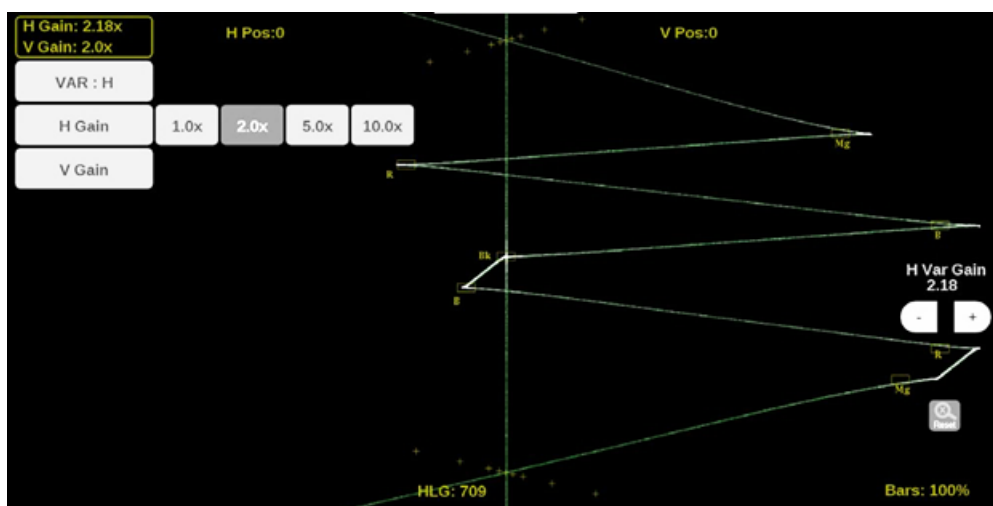 H Gain: 2.18x
V Gain: 2.0x
H Pos:0
V Pos:0
VAR : H
H Gain
1.0x
2.0x
5.0x
10.0x
V Gain
Mg
R
B
Bk
B
H Var Gain
2.18
-
+
R
Mg
Reset
HLG: 709
Bars: 100%